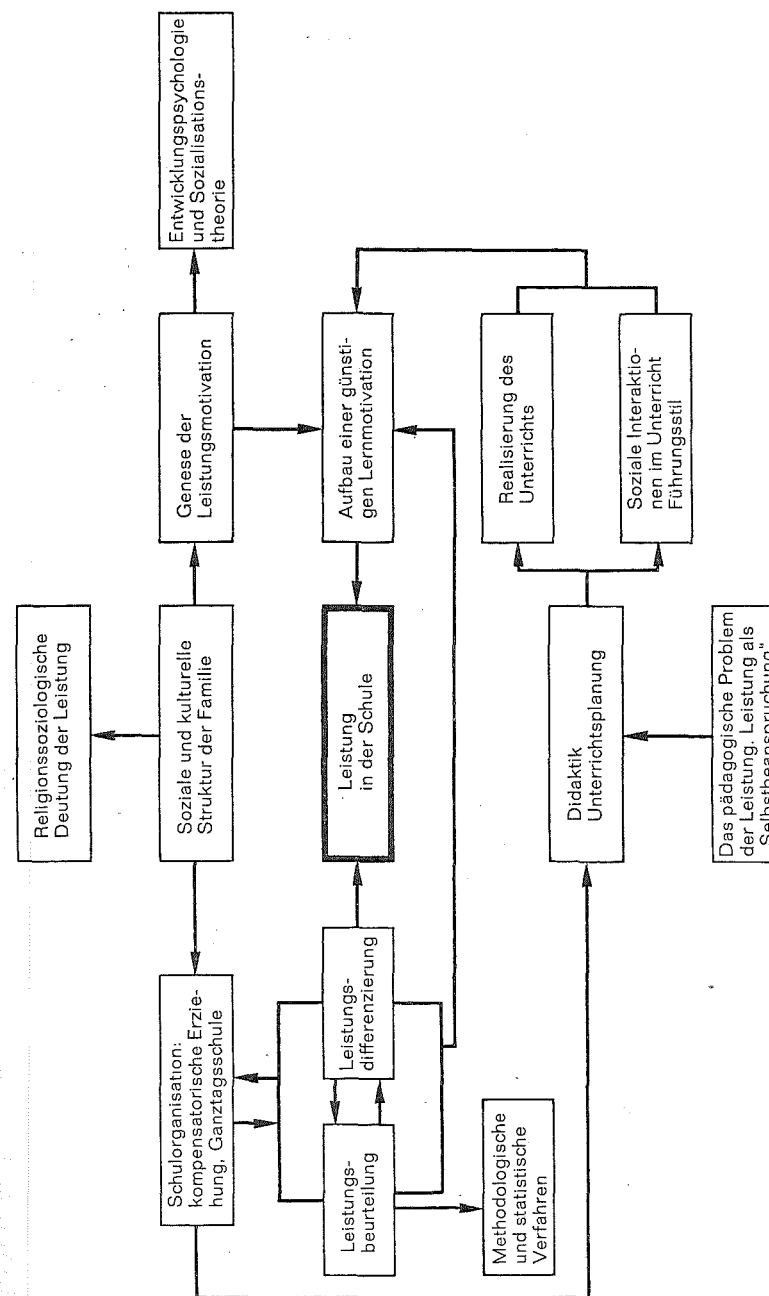 Religionssoziologische
Deutung der Leistung
Schulorganisation:
kompensatorische Erzie-
hung, Ganztagsschule
Soziale und kulturelle
Struktur der Familie
Genese der
Leistungsmotivation
Entwicklungspsychologie
und Sozialisations-
theorie
Leistungs-
beurteilung
Leistungs-
differenzierung
Leistung
in der Schule
Aufbau einer günsti-
gen Lernmotivation
Methodologische
und statistische
Verfahren
Didaktik
Unterrichtsplanung
Realisierung des
Unterrichts
Soziale Interaktio-
nen im Unterricht
Führungsstil
Das pädagogische Problem
der Leistung. Leistung als
„Selbstbeanspruchung"